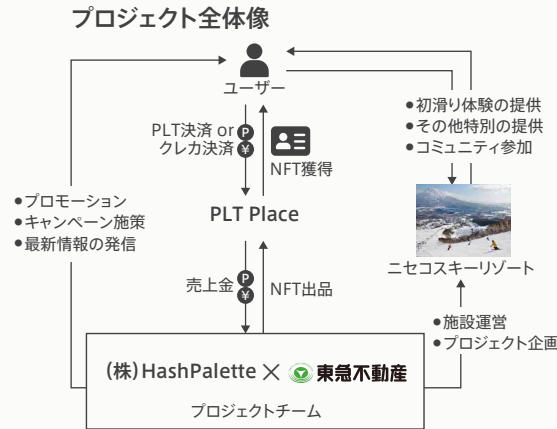 プロジェクト全体像
ユーザー
PLT決済 or
クレカ決済
P
¥
NFT獲得
●初滑り体験の提供
●その他特別の提供
●コミュニティ参加
●プロモーション
●キャンペーン施策
●最新情報の発信
PLT Place
ニセコスキーリゾート
売上金
P
¥
NFT出品
●施設運営
●プロジェクト企画
(株)HashPalette × 東急不動産
プロジェクトチーム